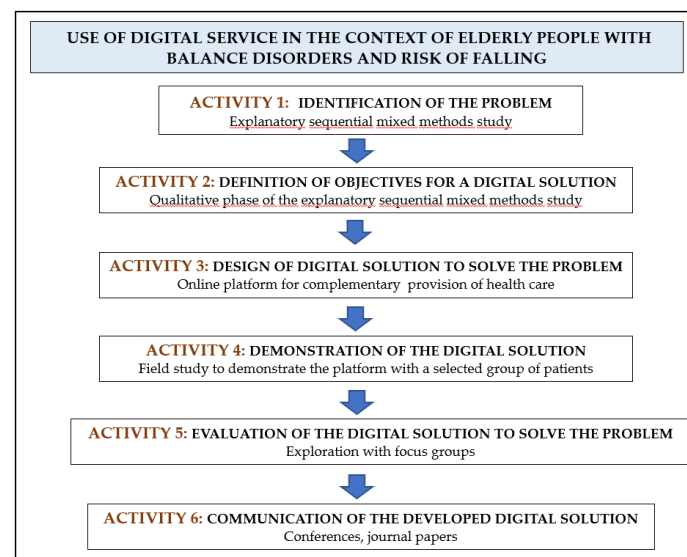 USE OF DIGITAL SERVICE IN THE CONTEXT OF ELDERLY PEOPLE WITH
BALANCE DISORDERS AND RISK OF FALLING
ACTIVITY 1: IDENTIFICATION OF THE PROBLEM
Explanatory sequential mixed methods study
ACTIVITY 2: DEFINITION OF OBJECTIVES FOR A DIGITAL SOLUTION
Qualitative phase of the explanatory sequential mixed methods study
ACTIVITY 3: DESIGN OF DIGITAL SOLUTION TO SOLVE THE PROBLEM
Online platform for complementary provision of health care
ACTIVITY 4: DEMONSTRATION OF THE DIGITAL SOLUTION
Field study to demonstrate the platform with a selected group of patients
ACTIVITY 5: EVALUATION OF THE DIGITAL SOLUTION TO SOLVE THE PROBLEM
Exploration with focus groups
ACTIVITY 6: COMMUNICATION OF THE DEVELOPED DIGITAL SOLUTION
Conferences, journal papers